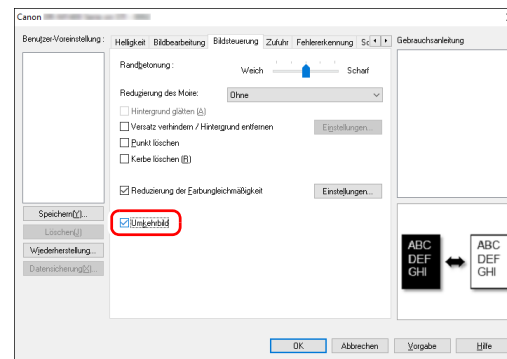 Canon
Benutzer-Voreinstellung :
Helligkeit Bildbearbeitung Bildsteuerung Zufuhr Fehlererkennung Sc
Gebrauchsanleitung
Randbetonung :
Weich Scharf
Reduzierung des Moire:
Ohne
Hintergrund glätten (A)
Versatz verhindern / Hintergrund entfernen
Einstellungen...
Punkt löschen
Kerbe löschen (R)
Reduzierung der Farbungleichmäßigkeit
Einstellungen...
Umkehrbild
Speichern(Y)...
Löschen(J)
Wiederherstellung...
Datensicherung(X)...
ABC
DEF
GHI
ABC
DEF
GHI
OK Abbrechen Vorgabe Hilfe